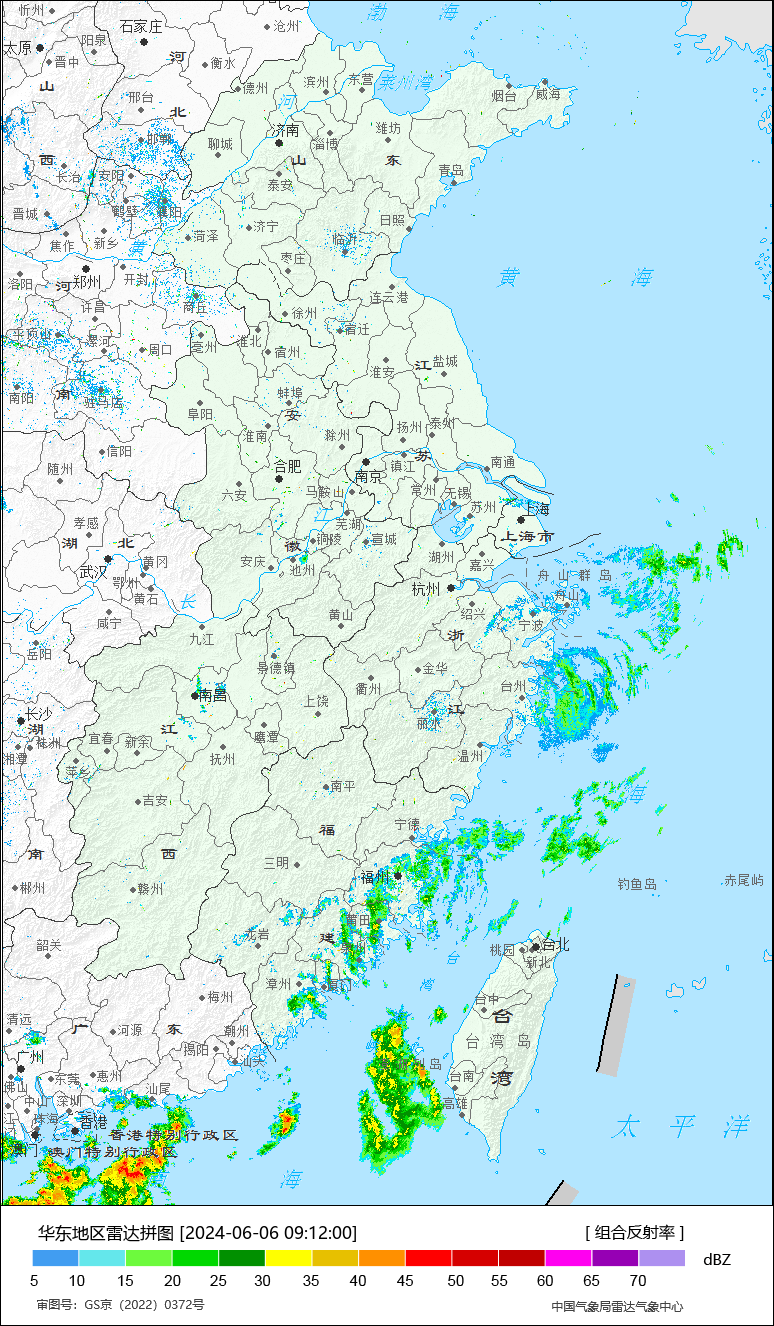 忻州
石家庄
沧州
渤 海
太原
阳泉
晋中
河
衡水
山
德州
滨州
东营
莱州湾
烟台
威海
邢台
北
河
济南
淄博
潍坊
邯郸
聊城
山
东
西
长治
安阳
泰安
青岛
晋城
鹤壁
濮阳
菏泽
济宁
临沂
日照
焦作
新乡
黄
枣庄
洛阳
河
郑州
开封
连云港
黄 海
许昌
商丘
徐州
宿迁
平顶山
漯河
周口
亳州
淮北
宿州
淮安
江
盐城
南阳
南
驻马店
阜阳
蚌埠
安
扬州
泰州
信阳
淮南
滁州
苏
随州
合肥
南京
镇江
南通
六安
马鞍山
常州
无锡
苏州
上海
孝感
江
芜湖
湖 北
徽
铜陵
宣城
上海市
武汉
黄冈
安庆
池州
湖州
嘉兴
鄂州
黄石
长
杭州
舟山群岛
舟山
咸宁
黄山
绍兴
宁波
九江
浙
岳阳
景德镇
金华
衢州
台州
长沙
南昌
上饶
丽水
江
湖
株洲
宜春
新余
江
鹰潭
湘潭
萍乡
抚州
温州
吉安
南平
海
福
宁德
南
西
三明
福州
郴州
赣州
钓鱼岛
赤尾屿
莆田
韶关
龙岩
建
泉州
桃园
台北
新北
台
漳州
厦门
湾
梅州
台中
台
清远
广 东
河源
潮州
揭阳
汕头
台湾岛
广州
湾
佛山
东莞
惠州
汕尾
台南
高雄
中山
深圳
江
珠海
香港
香港特别行政区
澳门
澳门特别行政区
太 平 洋
南 海
华东地区雷达拼图 [2024-06-06 09:12:00]
[ 组合反射率 ]
dBZ
5 10 15 20 25 30 35 40 45 50 55 60 65 70
审图号：GS京（2022）0372号
中国气象局雷达气象中心